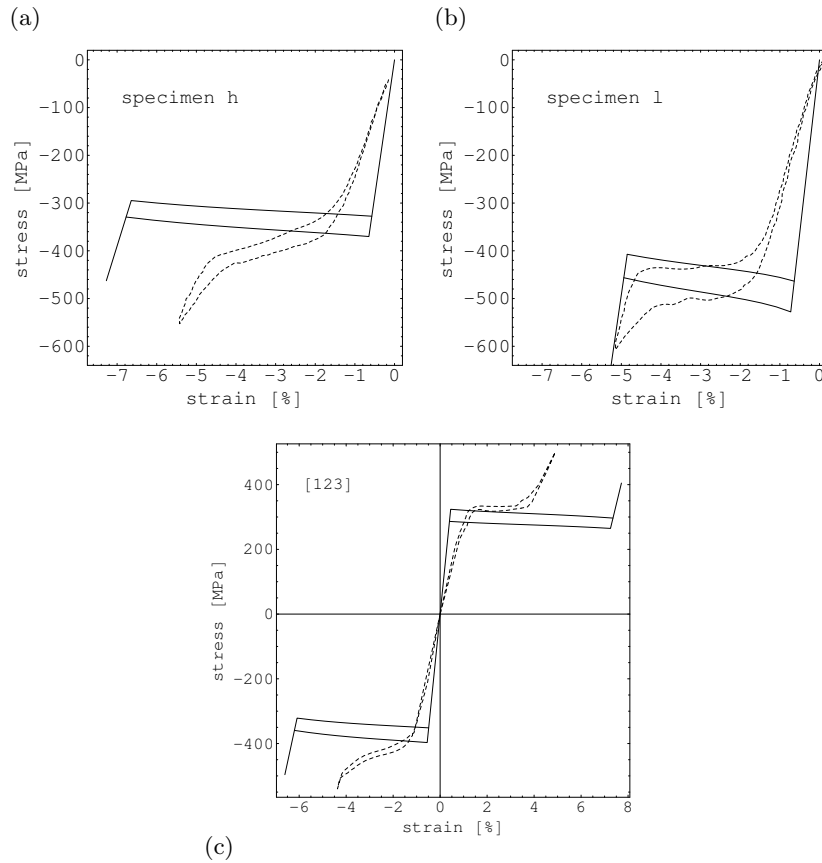 (a)
(b)
0
−100
−200
−300
−400
−500
−600
stress [MPa]
specimen h
−7 −6 −5 −4 −3 −2 −1 0
strain [%]
0
−100
−200
−300
−400
−500
−600
stress [MPa]
specimen l
−7 −6 −5 −4 −3 −2 −1 0
strain [%]
400
200
0
−200
−400
stress [MPa]
[123]
−6 −4 −2 0 2 4 6 8
strain [%]
(c)